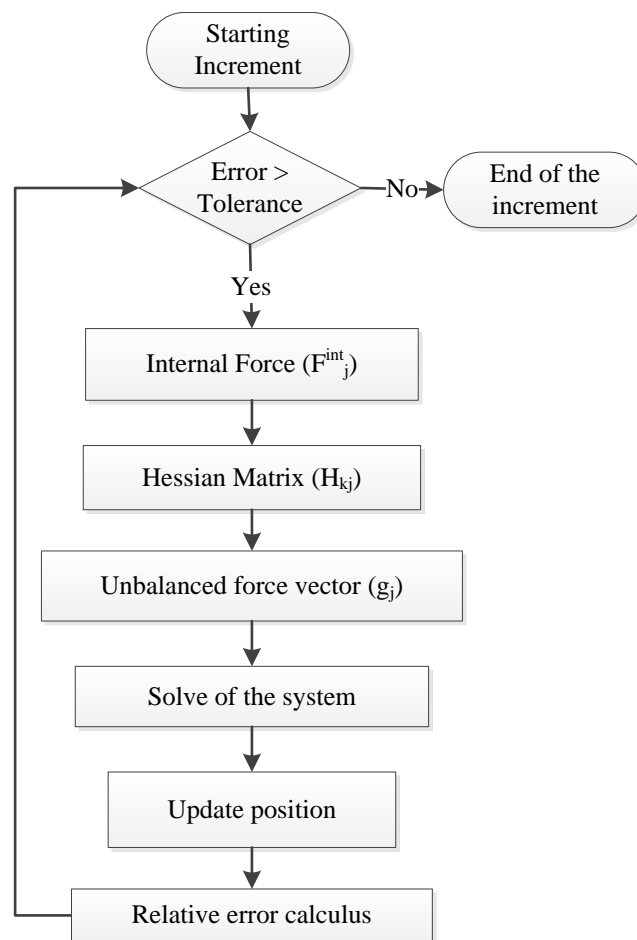 Starting
Increment
Error >
Tolerance
No
End of the
increment
Yes
Internal Force (F^int_j)
Hessian Matrix (H_kj)
Unbalanced force vector (g_j)
Solve of the system
Update position
Relative error calculus